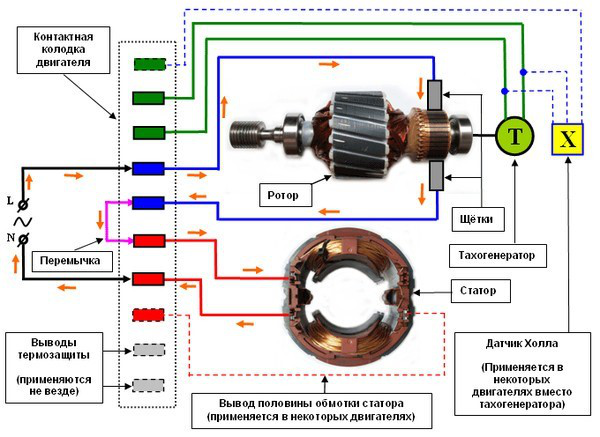 Контактная
колодка
двигателя
L
N
Перемычка
Выводы
термозащиты
(применяются
не везде)
Ротор
Щётки
T
X
Тахогенератор
Статор
Датчик Холла
(Применяется в
некоторых
двигателях вместо
тахогенератора)
Вывод половины обмотки статора
(применяется в некоторых двигателях)